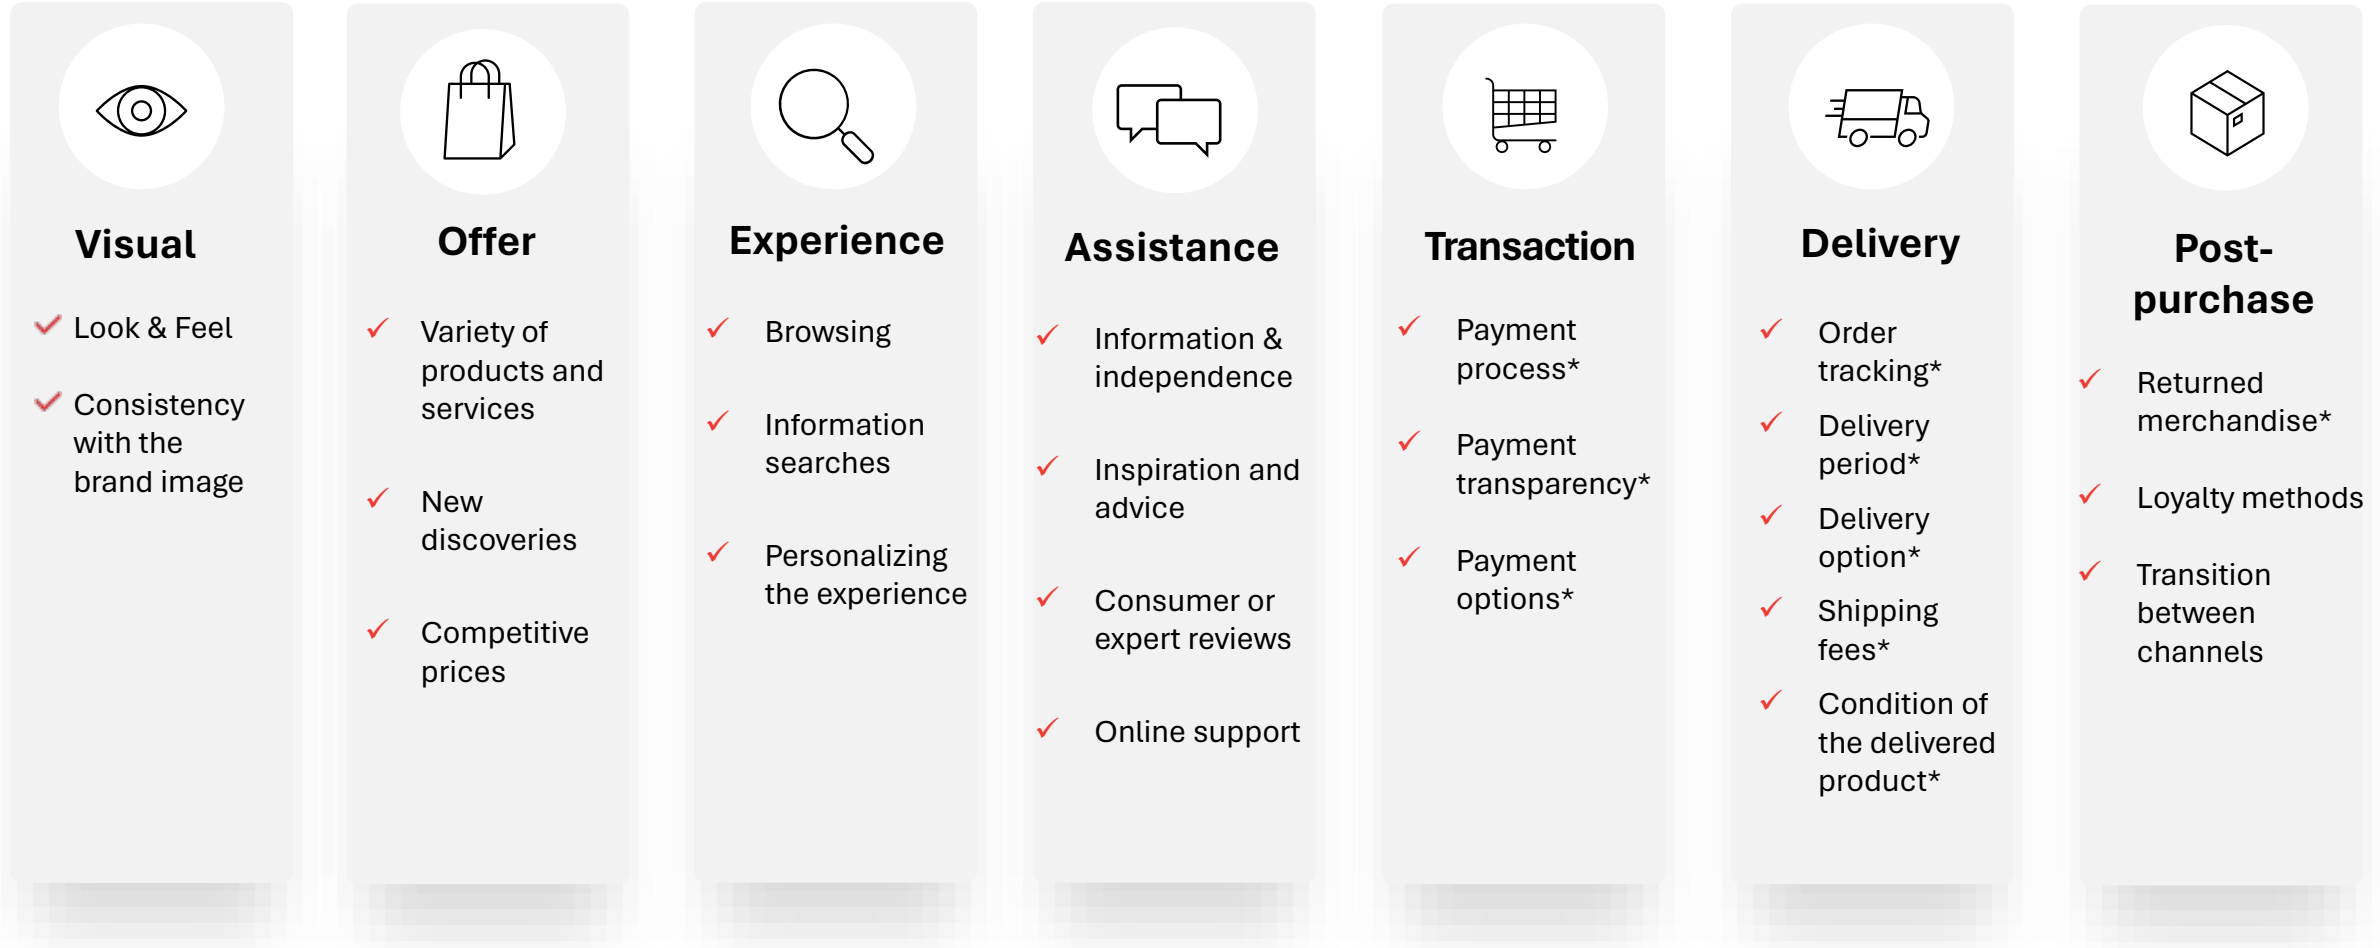 Visual
Look & Feel
Consistency
with the
brand image
Offer
Variety of
products and
services
New
discoveries
Competitive
prices
Experience
Browsing
Information
searches
Personalizing
the experience
Assistance
Information &
independence
Inspiration and
advice
Consumer or
expert reviews
Online support
Transaction
Payment
process*
Payment
transparency*
Payment
options*
Delivery
Order
tracking*
Delivery
period*
Delivery
option*
Shipping
fees*
Condition of
the delivered
product*
Post-
purchase
Returned
merchandise*
Loyalty methods
Transition
between
channels